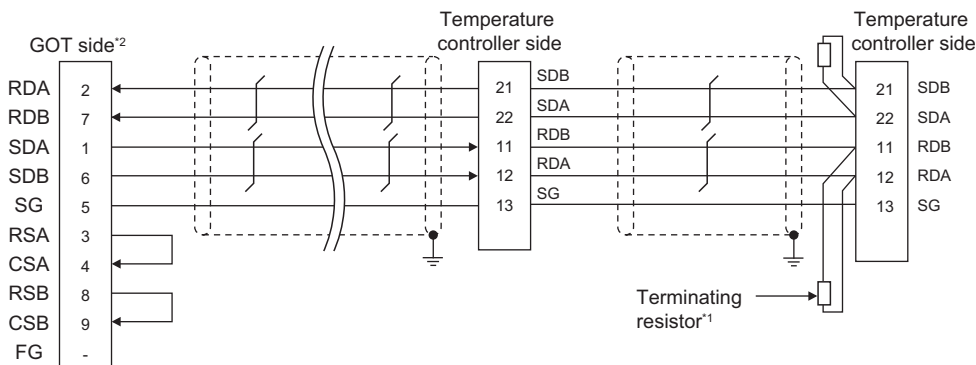 GOT side*2
RDA 2
RDB 7
SDA 1
SDB 6
SG 5
RSA 3
CSA 4
RSB 8
CSB 9
FG -
Temperature
controller side
21 SDB
22 SDA
11 RDB
12 RDA
13 SG
Temperature
controller side
21 SDB
22 SDA
11 RDB
12 RDA
13 SG
Terminating
resistor*1